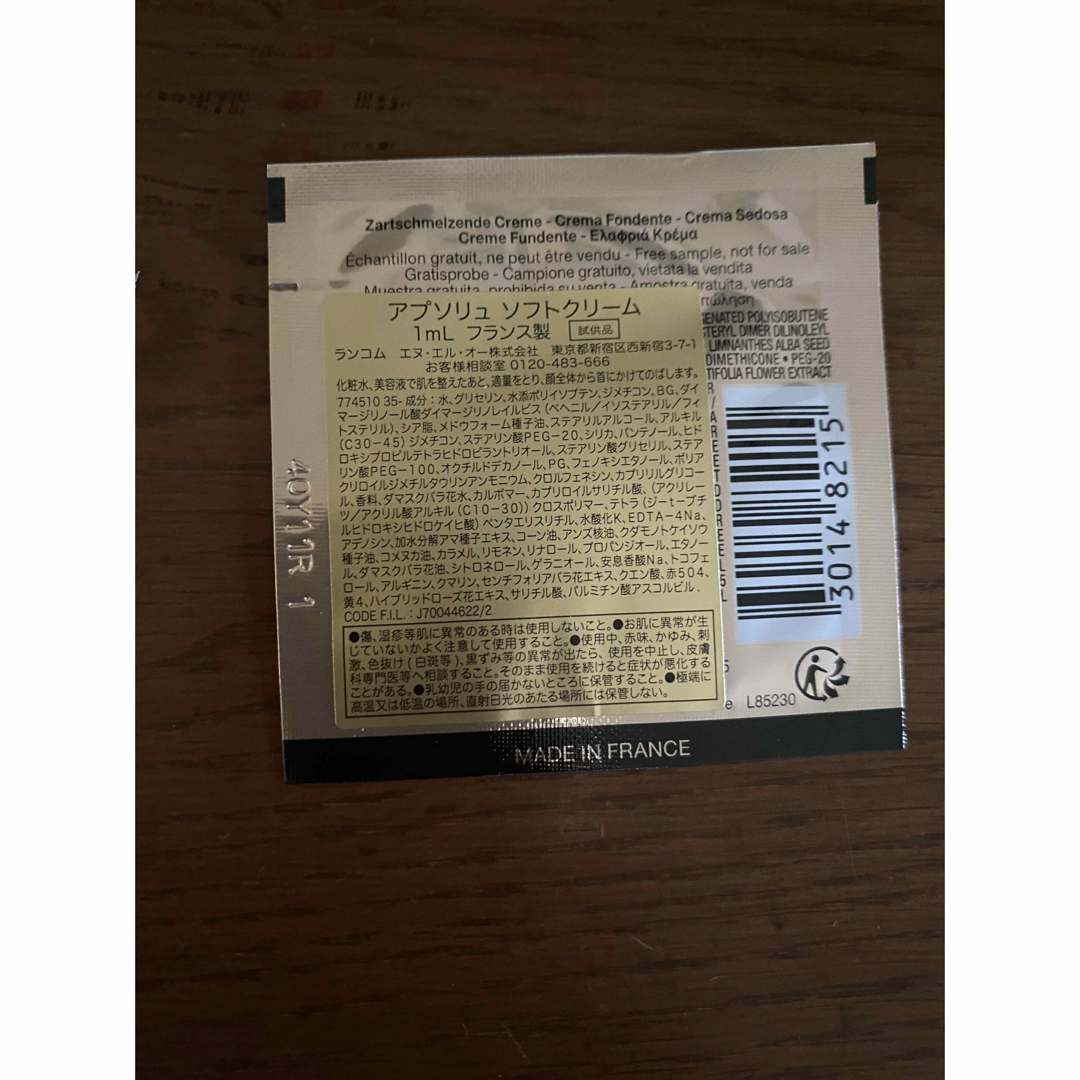 Zartschmelzende Creme - Crema Fondente - Crema Sedosa
Creme Fundente - Ελαφριά Κρέμα
Échantillon gratuit, ne peut être vendu - Free sample, not for sale
Gratisprobe - Campione gratuito, vietata la vendita
Muestra gratuita, prohibida su venta - Amostra gratuita, venda
πώληση
アプソリュ ソフトクリーム
1mL フランス製 試供品
ランコム エヌ・エル・オー株式会社 東京都新宿区西新宿3-7-1
お客様相談室 0120-483-666
化粧水、美容液で肌を整えたあと、適量をとり、顔全体から首にかけてのばします。
774510 35- 成分：水、グリセリン、水添ポリイソブテン、ジメチコン、BG、ダイ
マージリノール酸ダイマージリノレイルビス（ベヘニル／イソステアリル／フィ
トステリル）、シア脂、メドウフォーム種子油、ステアリルアルコール、アルキル
（C30-45）ジメチコン、ステアリン酸PEG-20、シリカ、パンテノール、ヒド
ロキシプロピルテトラヒドロピラントリオール、ステアリン酸グリセリル、ステア
リン酸PEG-100、オクチルドデカノール、PG、フェノキシエタノール、ポリア
クリロイルジメチルタウリンアンモニウム、クロルフェネシン、カプリリルグリコー
ル、香料、ダマスクバラ花水、カルボマー、カプリロイルサリチル酸、（アクリレー
ツ／アクリル酸アルキル（C10-30））クロスポリマー、テトラ（ジーt-ブチ
ルヒドロキシヒドロケイヒ酸）ペンタエリスリチル、水酸化K、EDTA-4Na、
アデノシン、加水分解アマ種子エキス、コーン油、アンズ核油、クダモノトケイソウ
種子油、コメヌカ油、カラメル、リモネン、リナロール、プロパンジオール、エタノー
ル、ダマスクバラ花油、シトロネロール、ゲラニオール、安息香酸Na、トコフェ
ロール、アルギニン、クマリン、センチフォリアバラ花エキス、クエン酸、赤504、
黄4、ハイブリッドローズ花エキス、サリチル酸、パルミチン酸アスコルビル.
CODE F.I.L. : J70044622/2
●傷、湿疹等肌に異常のある時は使用しないこと。●お肌に異常が生
じていないかよく注意して使用すること。●使用中、赤味、かゆみ、刺
激、色抜け（白斑等）、黒ずみ等の異常が出たら、使用を中止し、皮膚
科専門医等へ相談すること。そのまま使用を続けると症状が悪化する
ことがある。●乳幼児の手の届かないところに保管すること。●極端に
高温又は低温の場所、直射日光のあたる場所には保管しない。
POLYISOBUTENE
DIMER DILINOLEYL
LIMNANTHES ALBA SEED
DIMETHICONE • PEG-20
FLOWER EXTRACT
3014 8215
L85230
40Y11R 1
MADE IN FRANCE